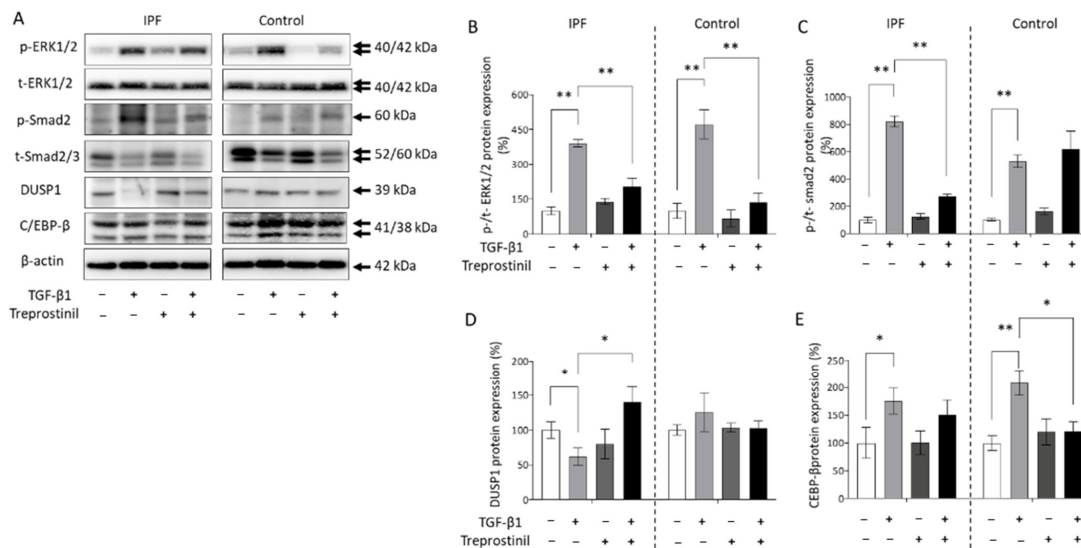 A
IPF Control
p-ERK1/2 40/42 kDa
t-ERK1/2 40/42 kDa
p-Smad2 60 kDa
t-Smad2/3 52/60 kDa
DUSP1 39 kDa
C/EBP-β 41/38 kDa
β-actin 42 kDa
TGF-β1 – + – + – + – +
Treprostinil – – + + – – + +
B
IPF Control
p-/t- ERK1/2 protein expression
(%)
600
450
300
150
0
** ** ** **
TGF-β1 – + – + – + – +
Treprostinil – – + + – – + +
C
IPF Control
p-/t- smad2 protein expression
(%)
1000
800
600
400
200
0
** ** **
– + – + – + – +
– – + + – – + +
D
DUSP1 protein expression (%)
200
150
100
50
0
* *
TGF-β1 – + – + – + – +
Treprostinil – – + + – – + +
E
CEBP-βprotein expression (%)
250
200
150
100
50
0
* ** *
– + – + – + – +
– – + + – – + +